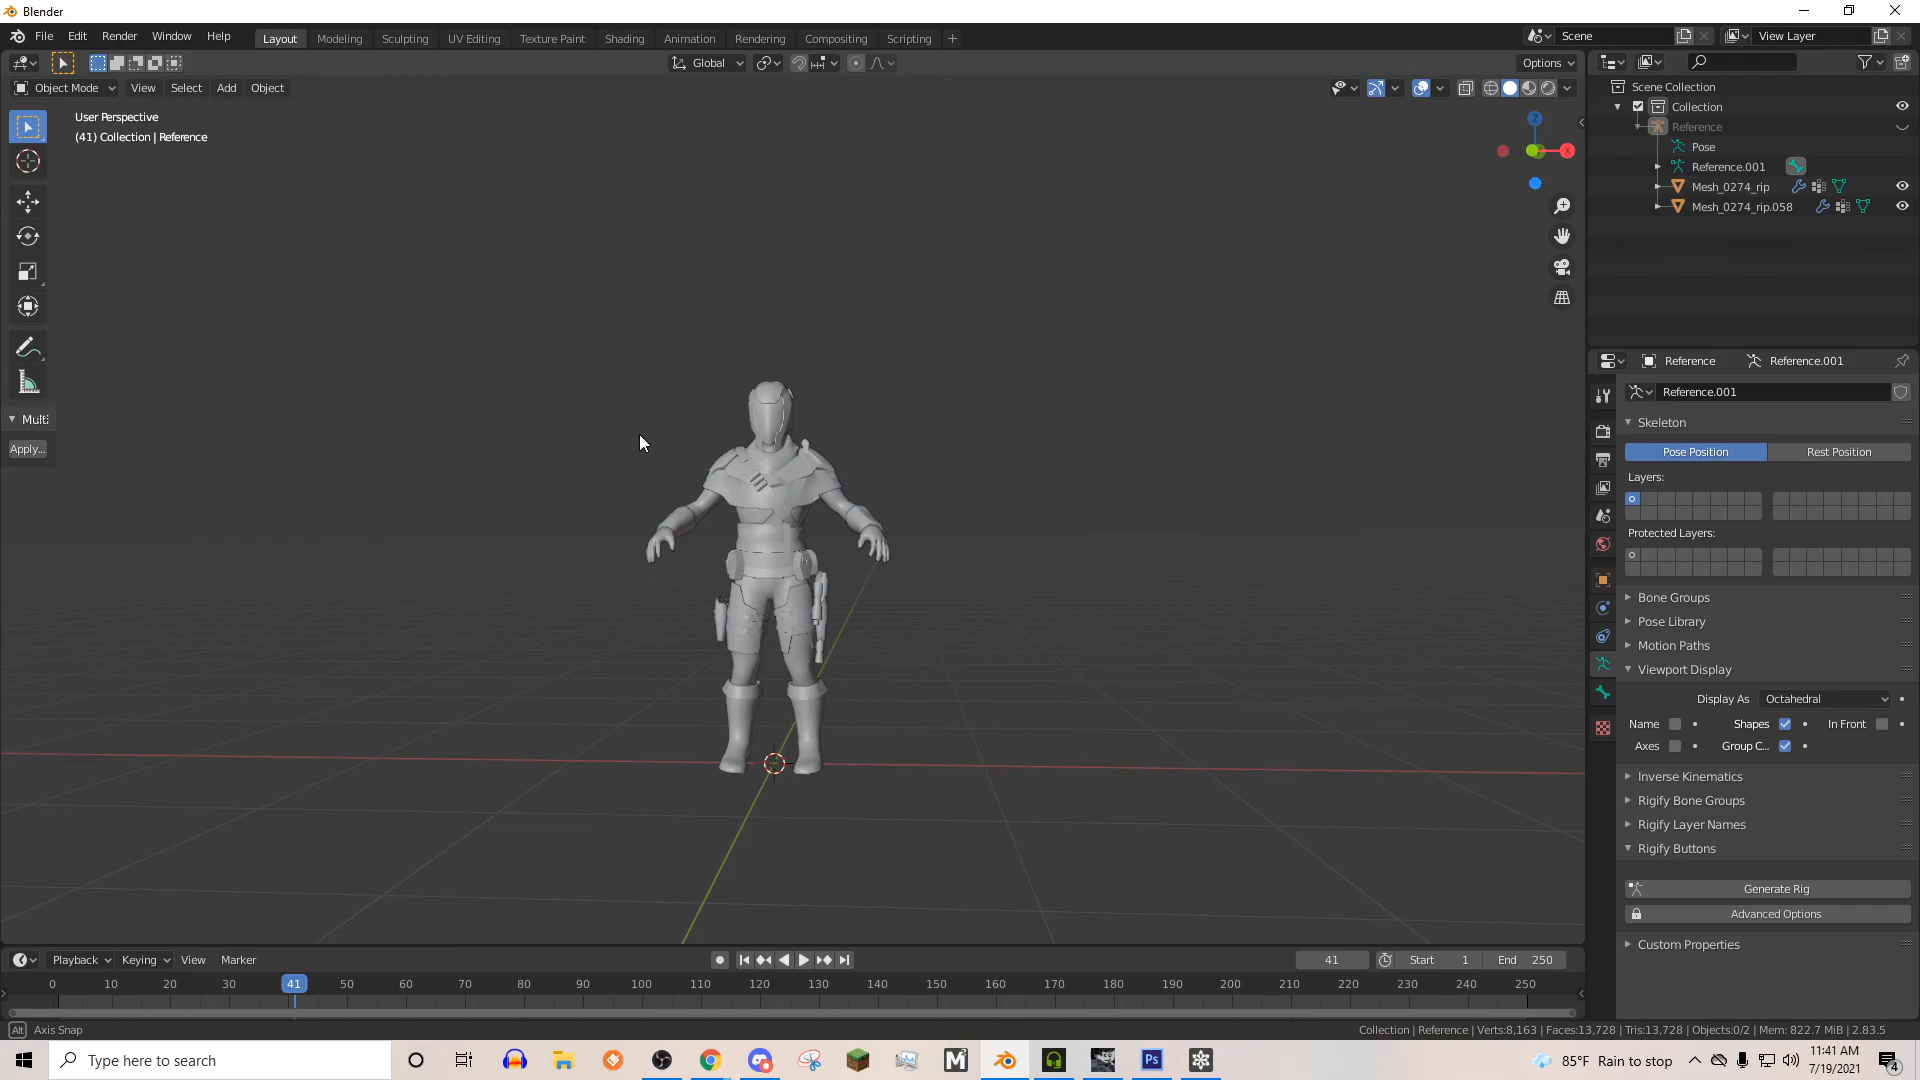 Blender
File Edit Render Window Help
Layout Modeling Sculpting UV Editing Texture Paint Shading Animation Rendering Compositing Scripting +
Scene View Layer
Global Options
Object Mode View Select Add Object
User Perspective
(41) Collection | Reference
Z
X
Apply...
Scene Collection
Collection
Reference
Pose
Reference.001
Mesh_0274_rip
Mesh_0274_rip.058
Reference Reference.001
Reference.001
Skeleton
Pose Position Rest Position
Layers:
Protected Layers:
Bone Groups
Pose Library
Motion Paths
Viewport Display
Display As Octahedral
Name Shapes In Front
Axes Group C...
Inverse Kinematics
Rigify Bone Groups
Rigify Layer Names
Rigify Buttons
Generate Rig
Advanced Options
Custom Properties
Playback Keying View Marker
41 Start 1 End 250
0 10 20 30 41 50 60 70 80 90 100 110 120 130 140 150 160 170 180 190 200 210 220 230 240 250
Alt Axis Snap
Collection | Reference | Verts:8,163 | Faces:13,728 | Tris:13,728 | Objects:0/2 | Mem: 822.7 MiB | 2.83.5
Type here to search
M
Ps
85°F Rain to stop
11:41 AM
7/19/2021
4